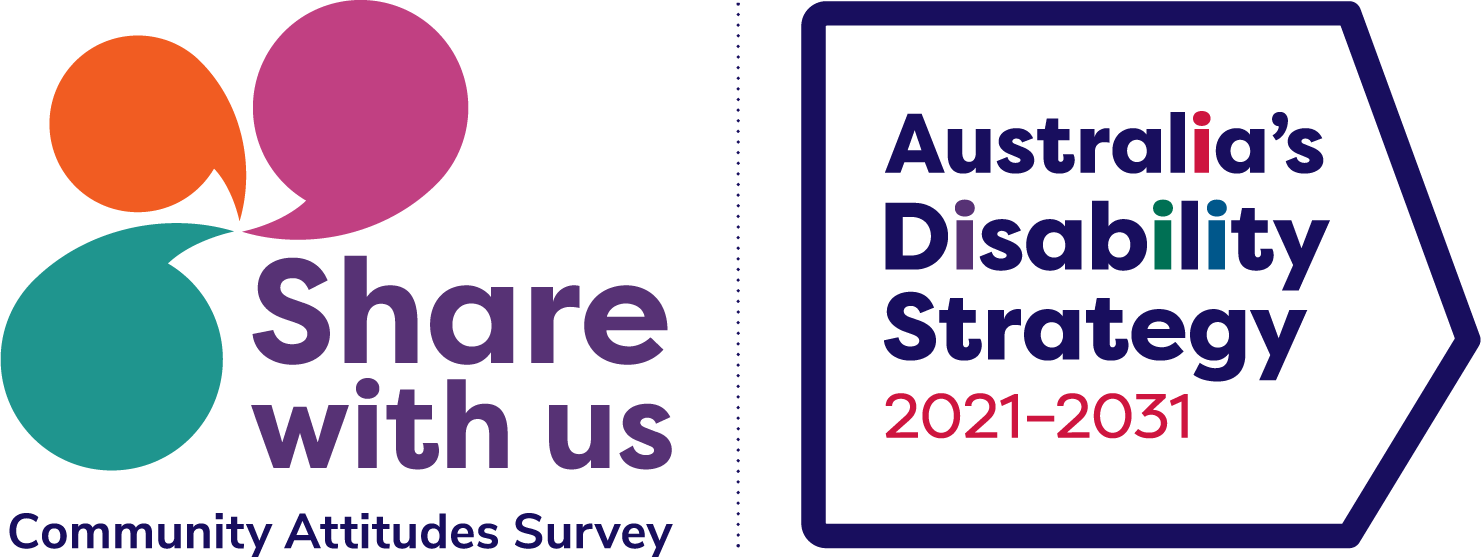 Share
with us
Community Attitudes Survey
Australia’s
Disability
Strategy
2021–2031